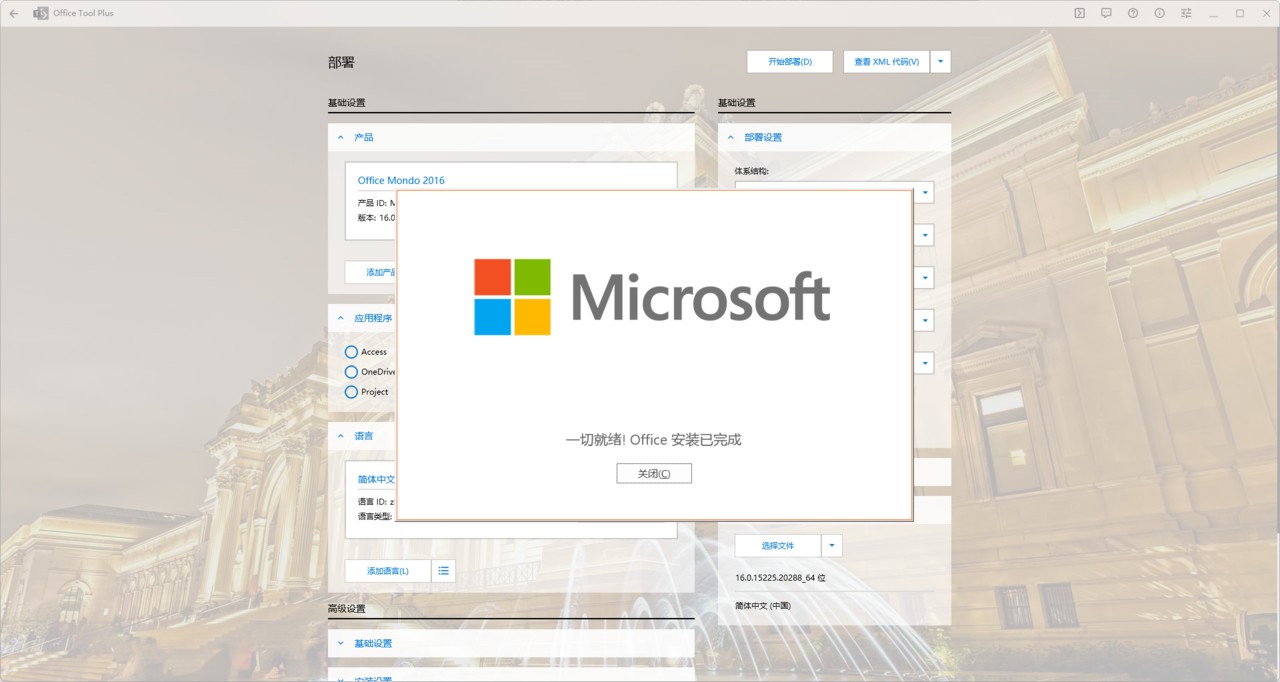 Office Tool Plus
部署
开始部署(D)
查看 XML 代码(V)
基础设置
基础设置
产品
部署设置
Office Mondo 2016
产品 ID:
版本: 16.0
体系结构:
添加产品
应用程序
Access
OneDrive
Project
Microsoft
一切就绪! Office 安装已完成
关闭(C)
语言
简体中文
语言 ID:
语言类型:
添加语言(L)
选择文件
16.0.15225.20288_64 位
简体中文 (中国)
高级设置
基础设置
安装设置